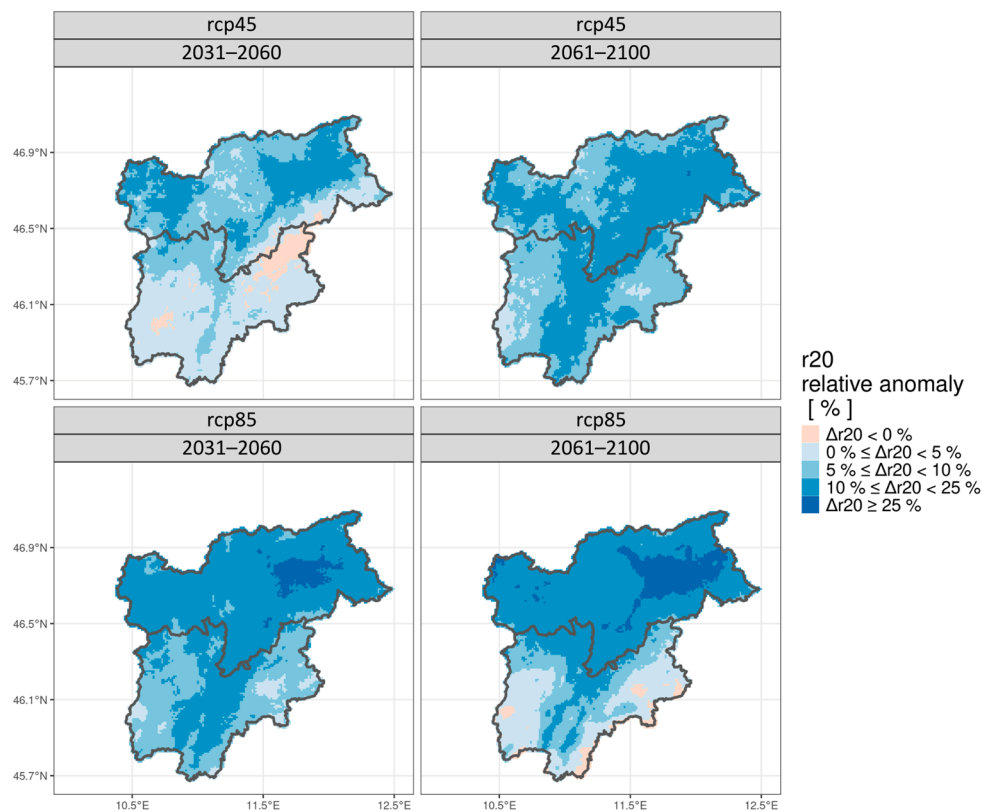 rcp45
2031–2060
rcp45
2061–2100
46.9°N
46.5°N
46.1°N
45.7°N
rcp85
2031–2060
rcp85
2061–2100
46.9°N
46.5°N
46.1°N
45.7°N
10.5°E
11.5°E
12.5°E
10.5°E
11.5°E
12.5°E
r20
relative anomaly
[ % ]
Δr20 < 0 %
0 % ≤ Δr20 < 5 %
5 % ≤ Δr20 < 10 %
10 % ≤ Δr20 < 25 %
Δr20 ≥ 25 %